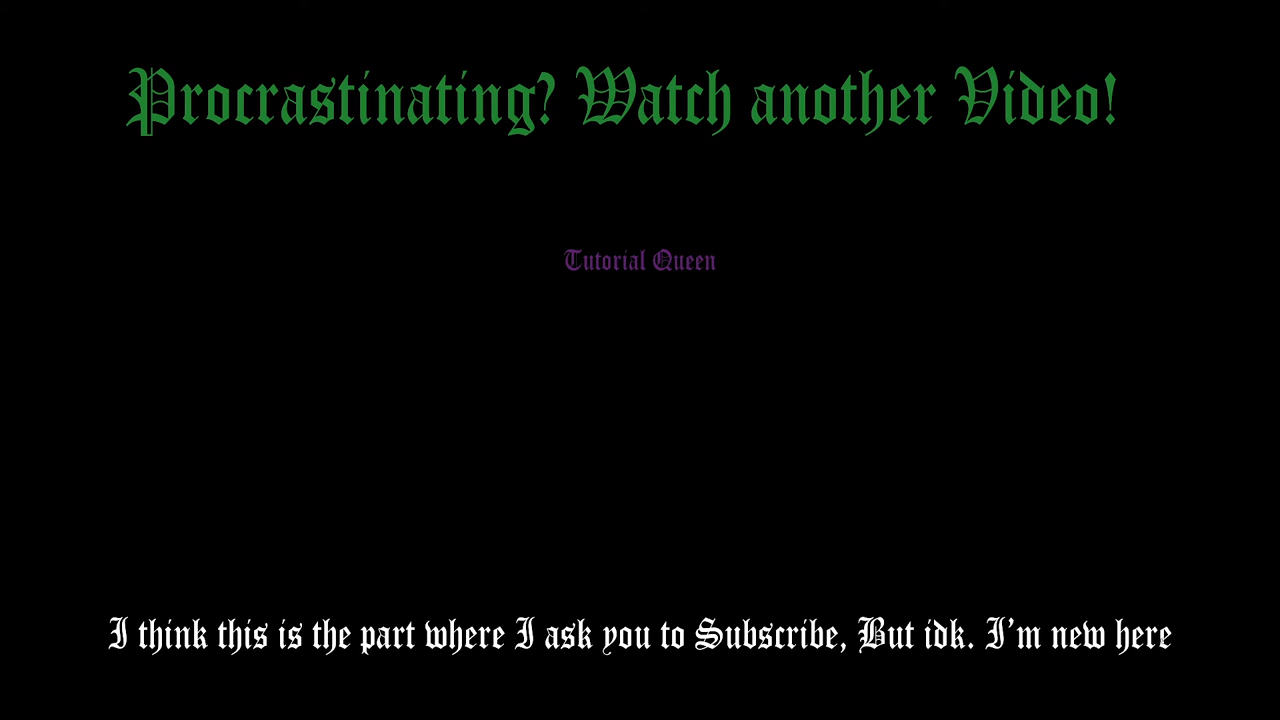 Procrastinating? Watch another Video!
Tutorial Queen
I think this is the part where I ask you to Subscribe, But idk. I'm new here